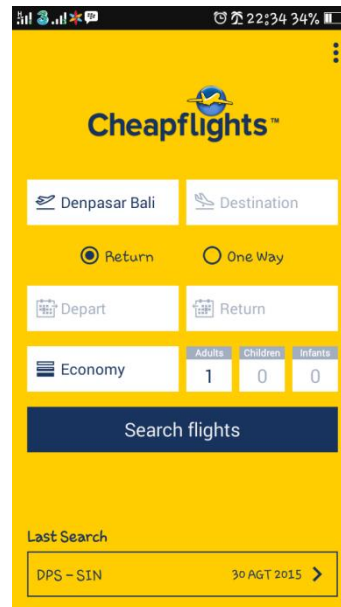 3 22:34 34%
Cheapflights™
Denpasar Bali Destination
Return One Way
Depart Return
Economy Adults 1 Children 0 Infants 0
Search flights
Last Search
DPS – SIN 30 AGT 2015